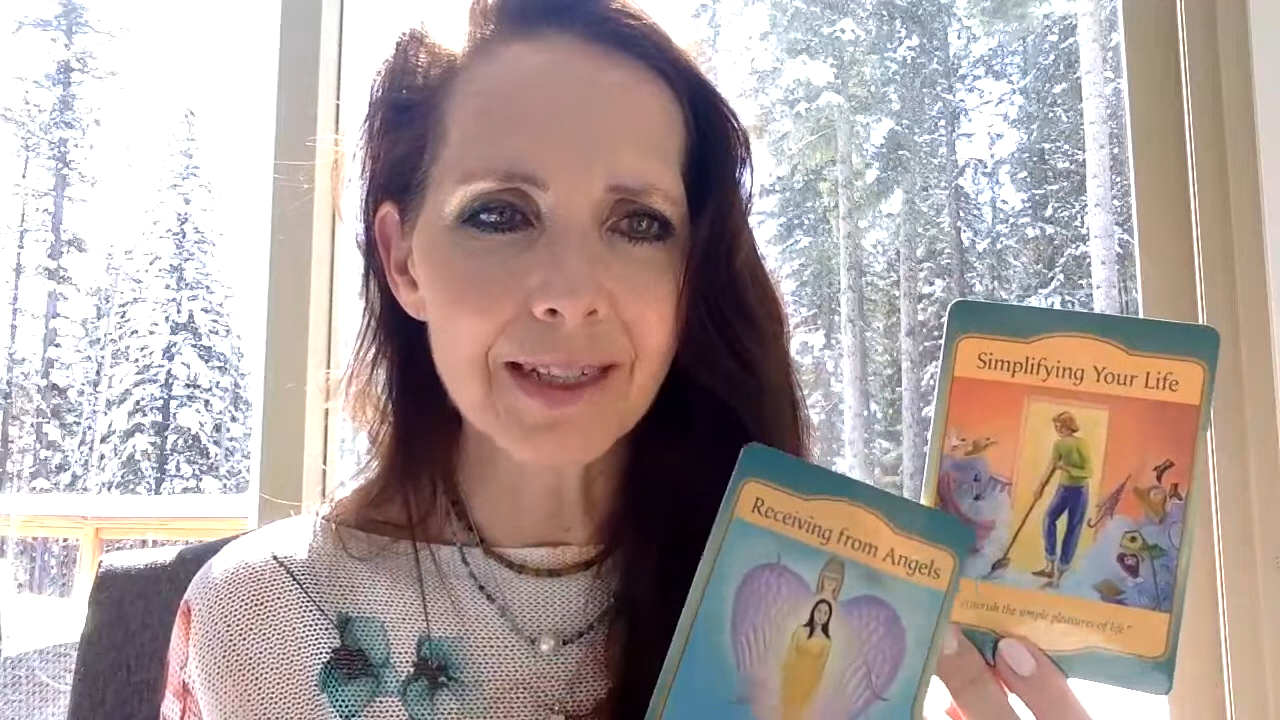 Simplifying Your Life
"Cherish the simple pleasures of life"
Receiving from Angels